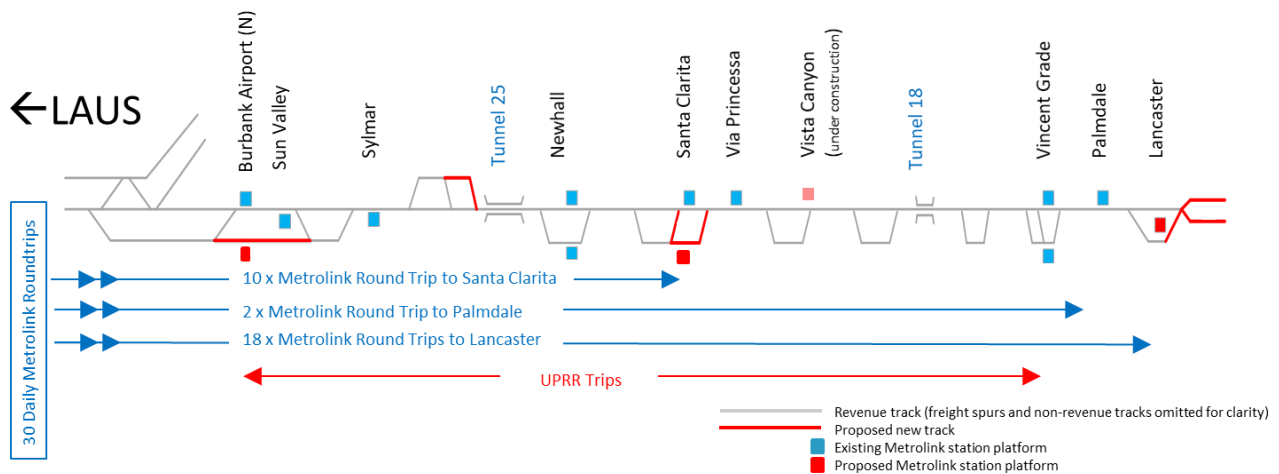 ←LAUS
Burbank Airport (N)
Sun Valley
Sylmar
Tunnel 25
Newhall
Santa Clarita
Via Princessa
Vista Canyon
(under construction)
Tunnel 18
Vincent Grade
Palmdale
Lancaster
30 Daily Metrolink Roundtrips
10 x Metrolink Round Trip to Santa Clarita
2 x Metrolink Round Trip to Palmdale
18 x Metrolink Round Trips to Lancaster
UPRR Trips
Revenue track (freight spurs and non-revenue tracks omitted for clarity)
Proposed new track
Existing Metrolink station platform
Proposed Metrolink station platform